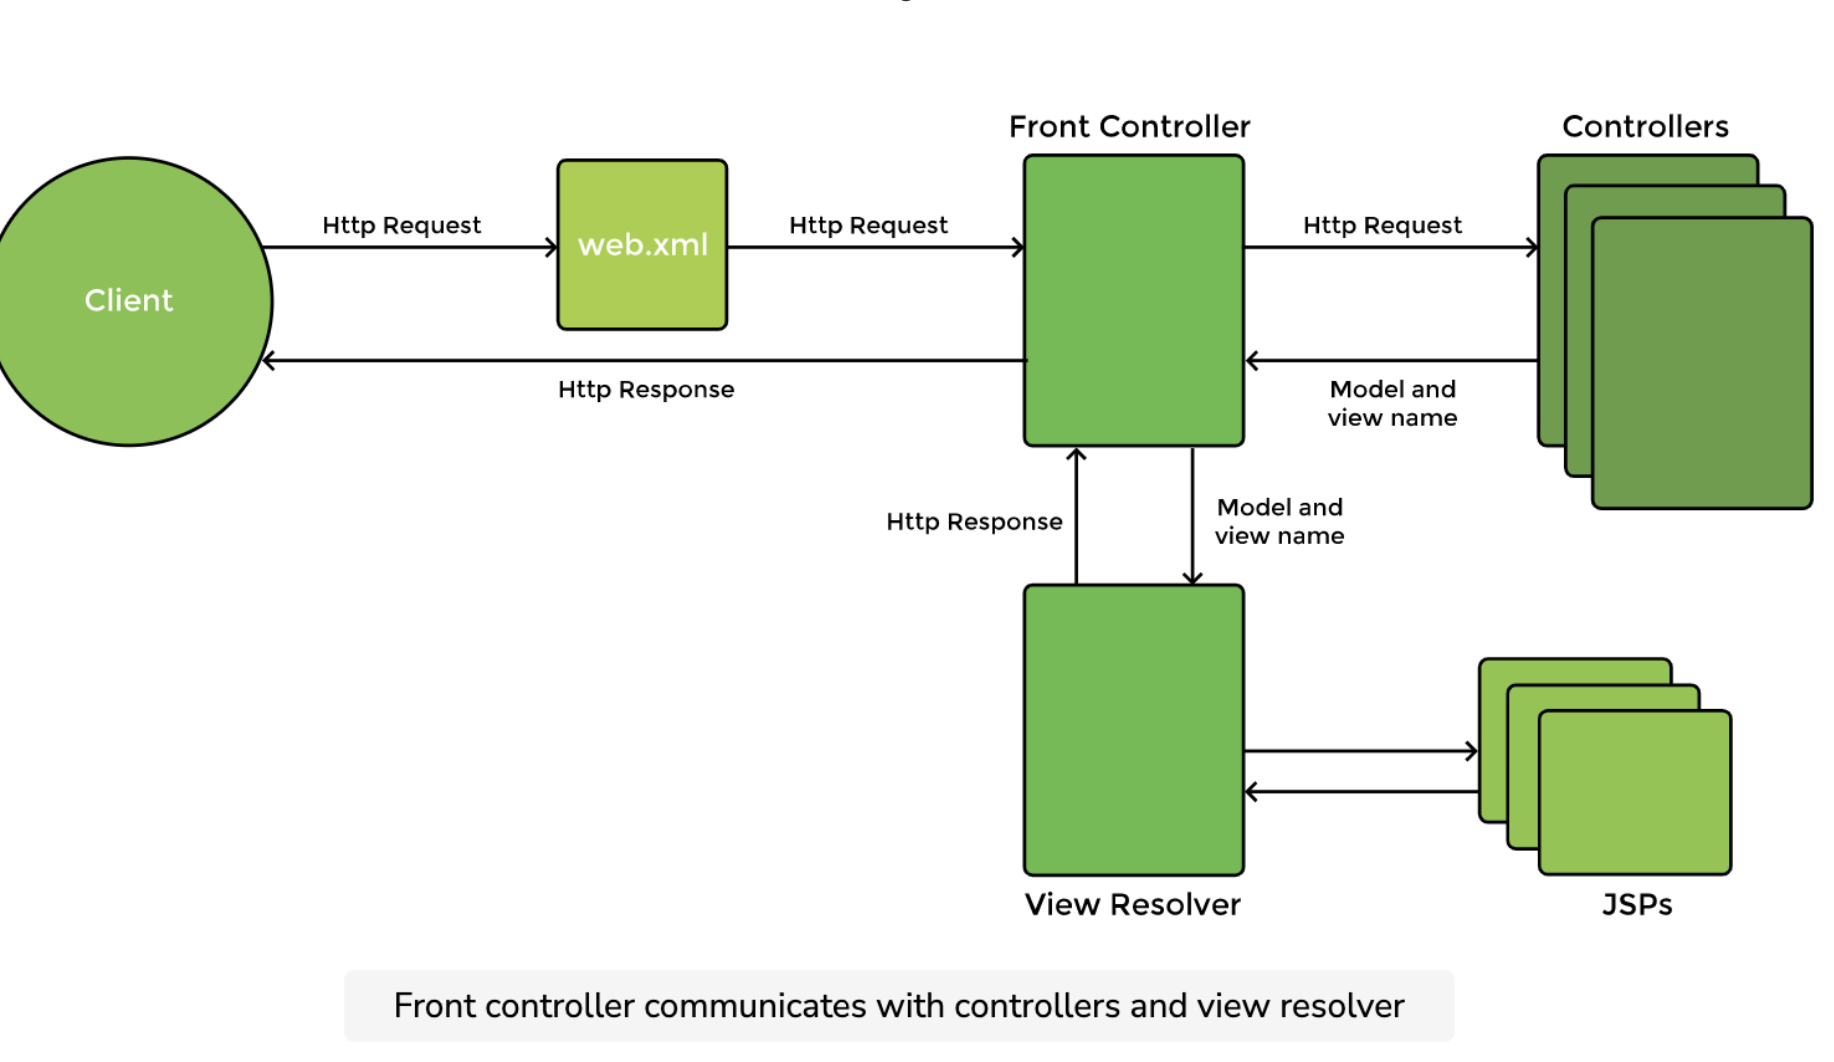 Front Controller
Controllers
Http Request
Http Request
Http Request
web.xml
Client
Http Response
Model and
view name
Http Response
Model and
view name
View Resolver
JSPs
Front controller communicates with controllers and view resolver